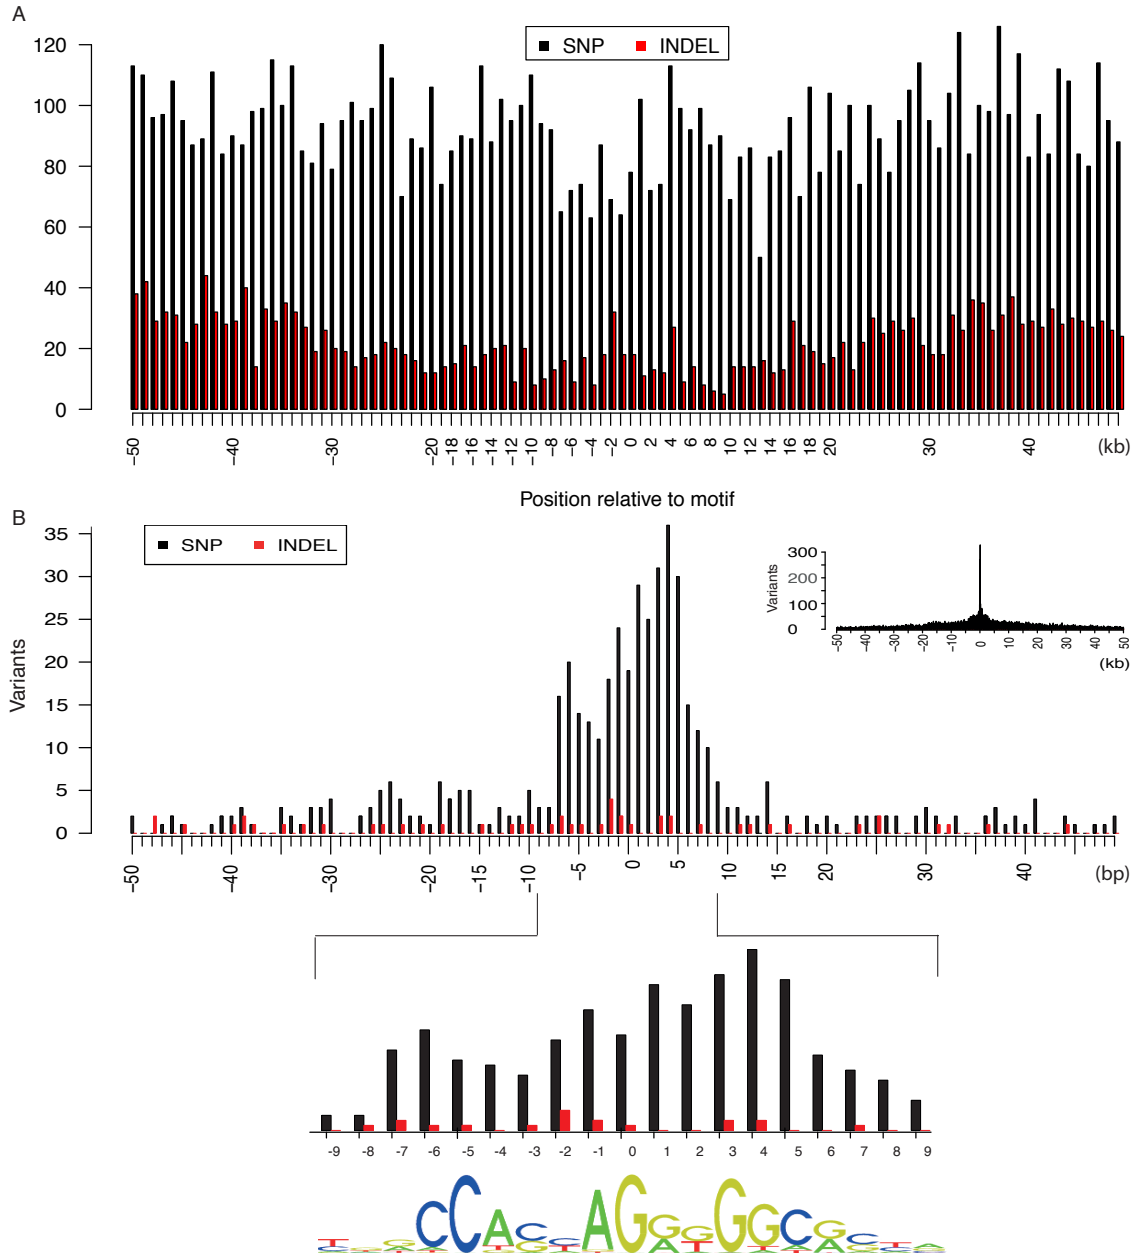 A
SNP INDEL
120
100
80
60
40
20
0
−50 −40 −30 −20 −18 −16 −14 −12 −10 −8 −6 −4 −2 0 2 4 6 8 10 12 14 16 18 20 30 40 (kb)
Position relative to motif
B
SNP INDEL
Variants
35
30
25
20
15
10
5
0
−50 −40 −30 −20 −15 −10 −5 0 5 10 20 30 40 (bp)
Variants
300
200
100
0
−50 −40 −30 −20 −10 0 10 20 30 40 50
(kb)
-9 -8 -7 -6 -5 -4 -3 -2 -1 0 1 2 3 4 5 6 7 8 9
CCA AG GGC